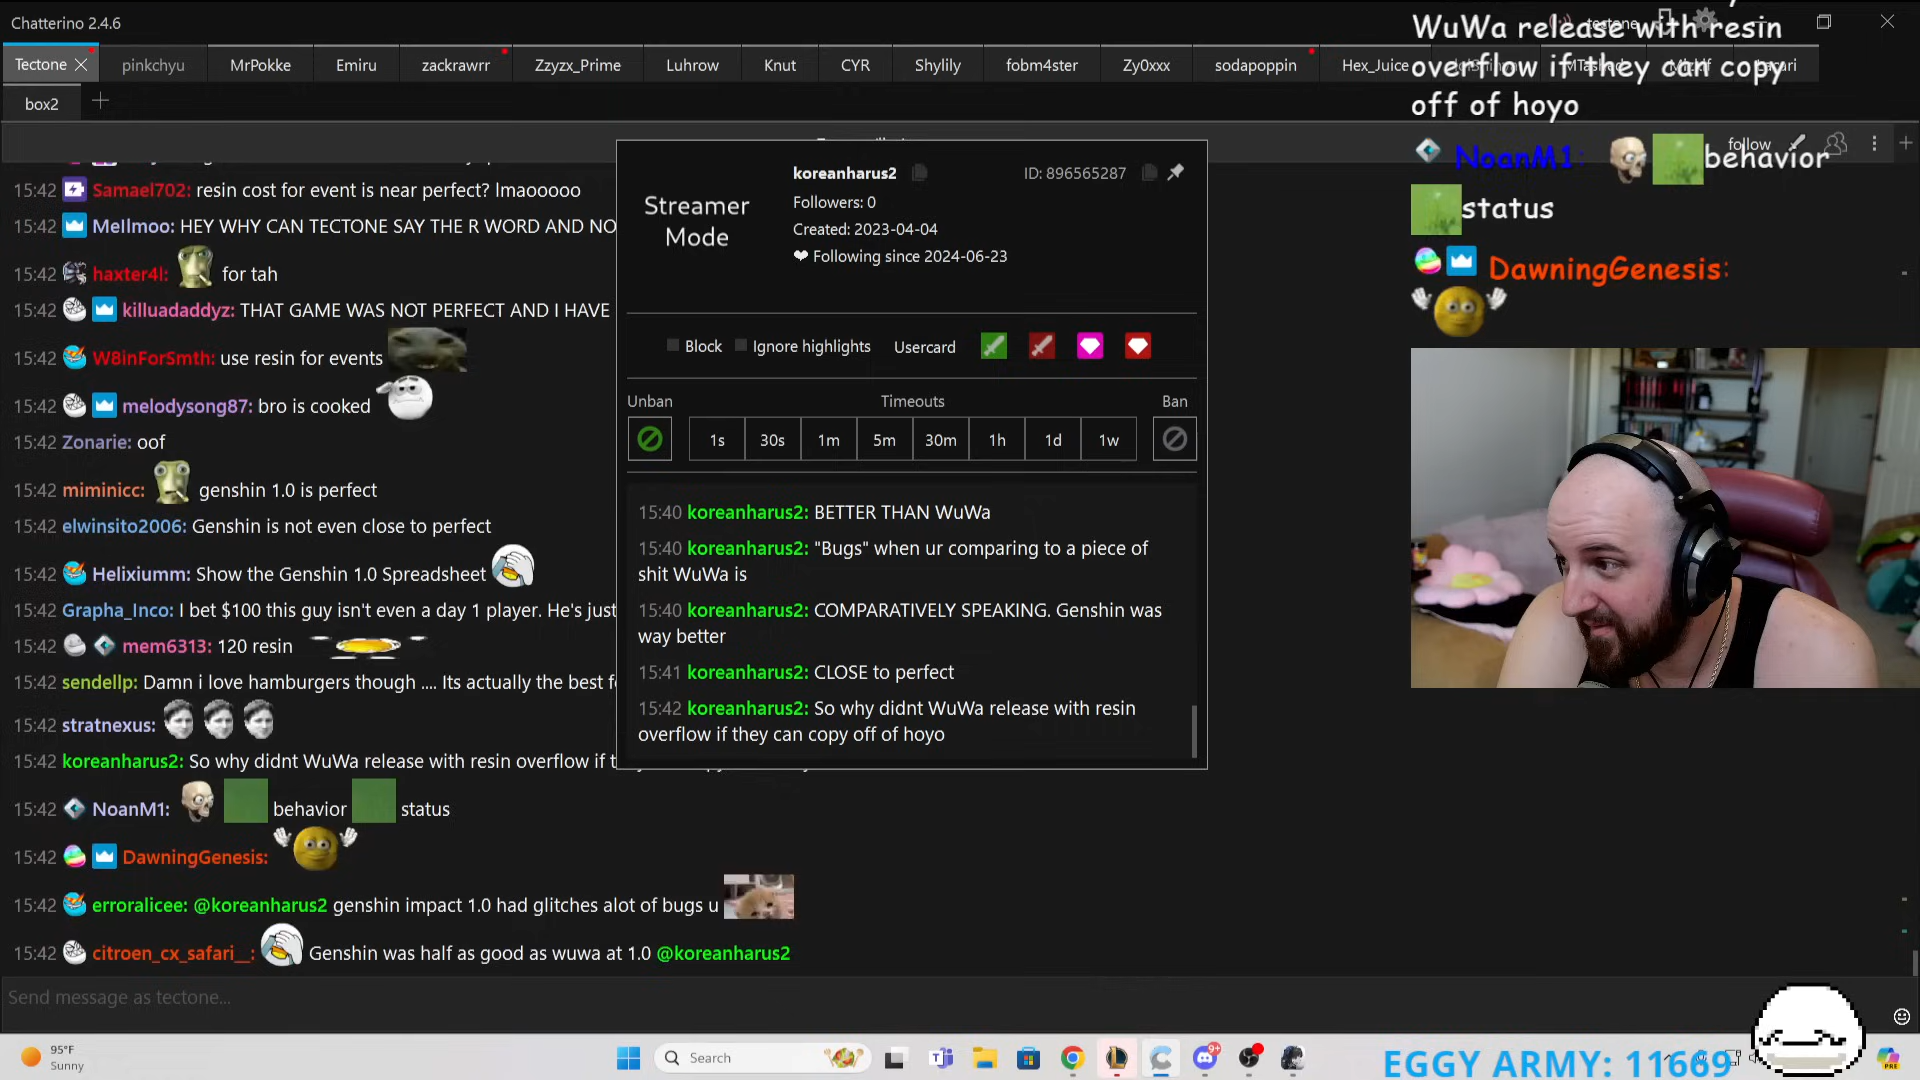 Chatterino 2.4.6
tectone
Tectone
pinkchyu
MrPokke
Emiru
zackrawrr
Zzyzx_Prime
Luhrow
Knut
CYR
Shylily
fobm4ster
Zy0xxx
sodapoppin
Hex_Juice
box2
follow
15:42 Samael702: resin cost for event is near perfect? lmaooooo
15:42 Mellmoo: HEY WHY CAN TECTONE SAY THE R WORD AND NO
15:42 haxter4l: for tah
15:42 killuadaddyz: THAT GAME WAS NOT PERFECT AND I HAVE
15:42 W8inForSmth: use resin for events
15:42 melodysong87: bro is cooked
15:42 Zonarie: oof
15:42 miminicc: genshin 1.0 is perfect
15:42 elwinsito2006: Genshin is not even close to perfect
15:42 Helixiumm: Show the Genshin 1.0 Spreadsheet
15:42 Grapha_Inco: I bet $100 this guy isn't even a day 1 player. He's just
15:42 mem6313: 120 resin
15:42 sendellp: Damn i love hamburgers though .... Its actually the best f
15:42 stratnexus:
15:42 koreanharus2: So why didnt WuWa release with resin overflow if t
15:42 NoanM1: behavior status
15:42 DawningGenesis:
15:42 erroralicee: @koreanharus2 genshin impact 1.0 had glitches alot of bugs u
15:42 citroen_cx_safari__: Genshin was half as good as wuwa at 1.0 @koreanharus2
Send message as tectone...
Streamer
Mode
koreanharus2
ID: 896565287
Followers: 0
Created: 2023-04-04
Following since 2024-06-23
Block
Ignore highlights
Usercard
Unban
Timeouts
Ban
1s
30s
1m
5m
30m
1h
1d
1w
15:40 koreanharus2: BETTER THAN WuWa
15:40 koreanharus2: "Bugs" when ur comparing to a piece of
shit WuWa is
15:40 koreanharus2: COMPARATIVELY SPEAKING. Genshin was
way better
15:41 koreanharus2: CLOSE to perfect
15:42 koreanharus2: So why didnt WuWa release with resin
overflow if they can copy off of hoyo
WuWa release with resin
overflow if they can copy
off of hoyo
NoanM1: behavior
status
DawningGenesis:
95°F
Sunny
Search
9+
EGGY ARMY: 11669
PRE